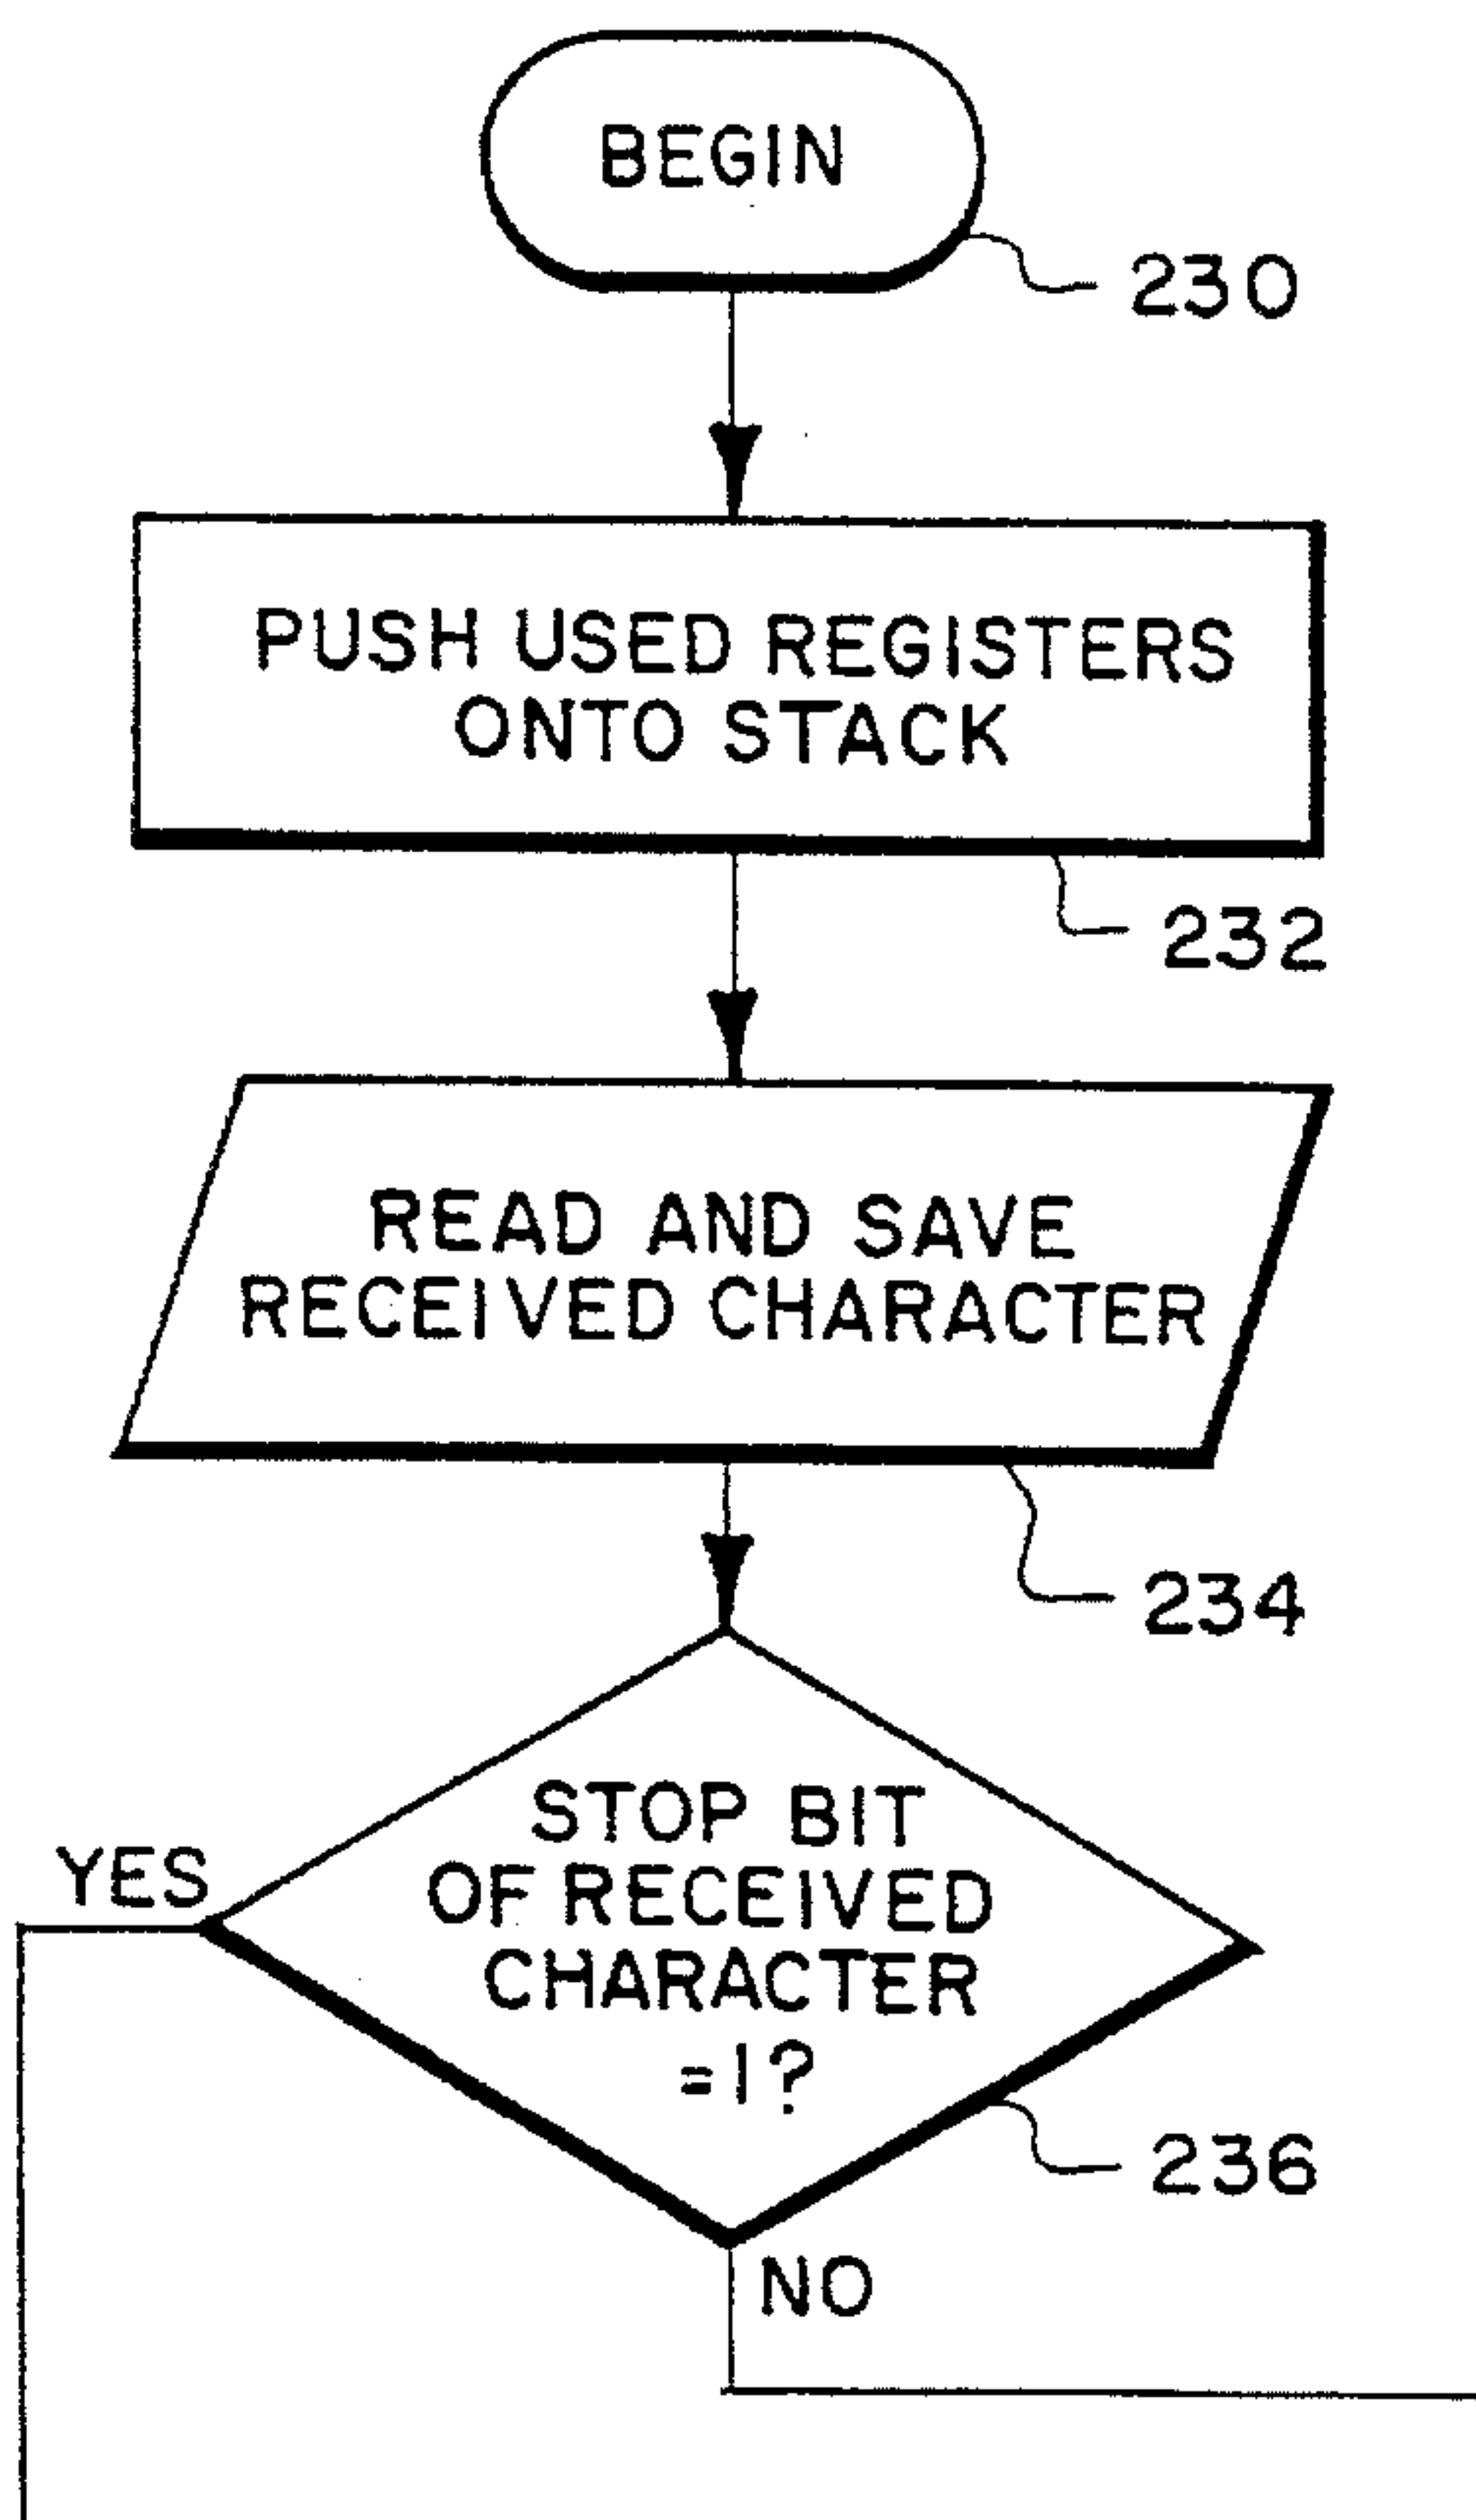 BEGIN
230
PUSH USED REGISTERS
ONTO STACK
232
READ AND SAVE
RECEIVED CHARACTER
234
STOP BIT
OF RECEIVED
CHARACTER
=1?
YES
236
NO